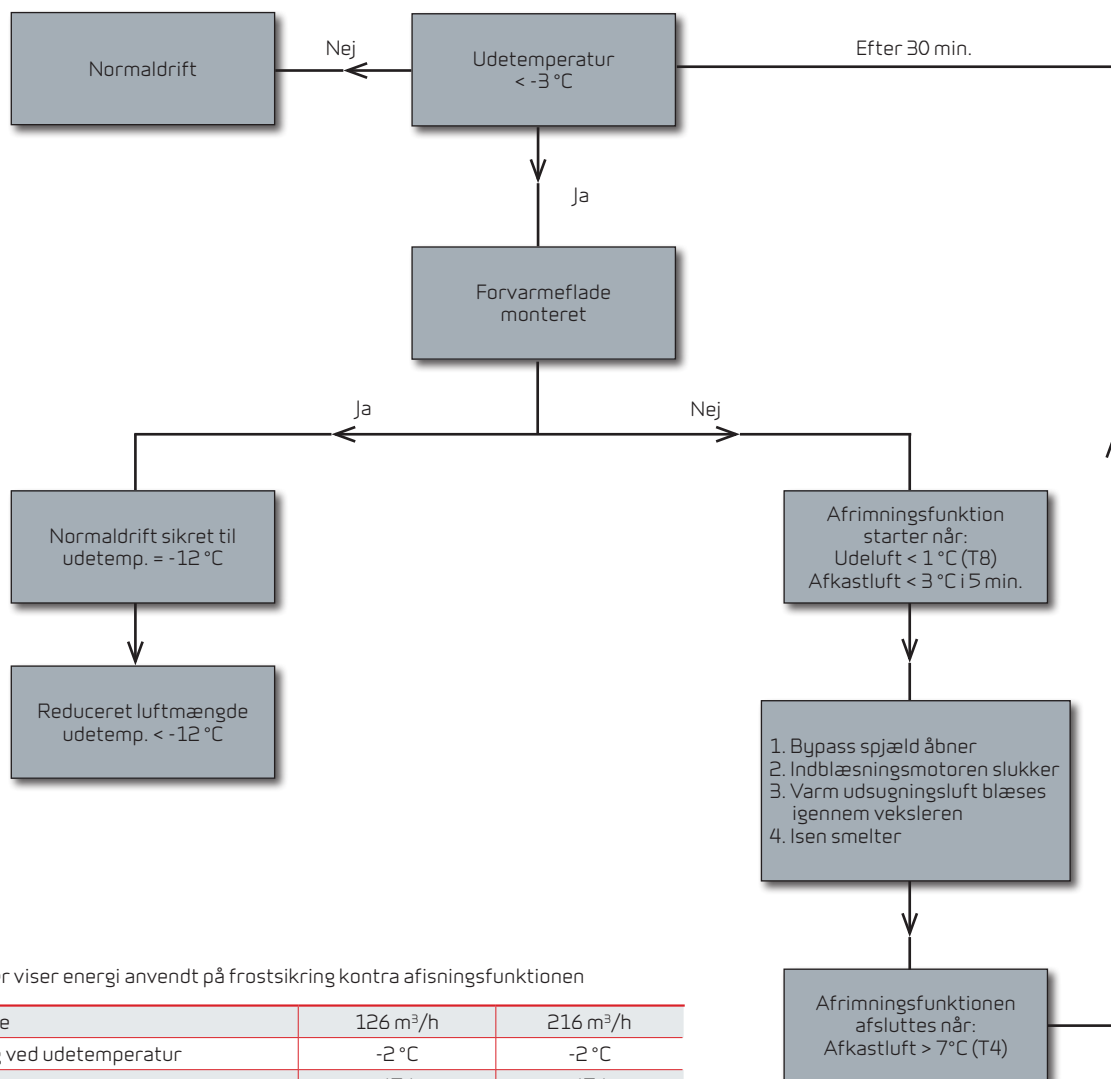 Normaldrift
Nej
Udetemperatur
< -3 °C
Efter 30 min.
Ja
Forvarmeflade
monteret
Ja
Nej
Normaldrift sikret til
udetemp. = -12 °C
Afrimningsfunktion
starter når:
Udeluft < 1 °C (T8)
Afkastluft < 3 °C i 5 min.
Reduceret luftmængde
udetemp. < -12 °C
1. Bypass spjæld åbner
2. Indblæsningsmotoren slukker
3. Varm udsugningsluft blæses
igennem veksleren
4. Isen smelter
viser energi anvendt på frostsikring kontra afisningsfunktionen
126 m³/h 216 m³/h
ved udetemperatur -2 °C -2 °C
Afrimningsfunktionen
afsluttes når:
Afkastluft > 7°C (T4)